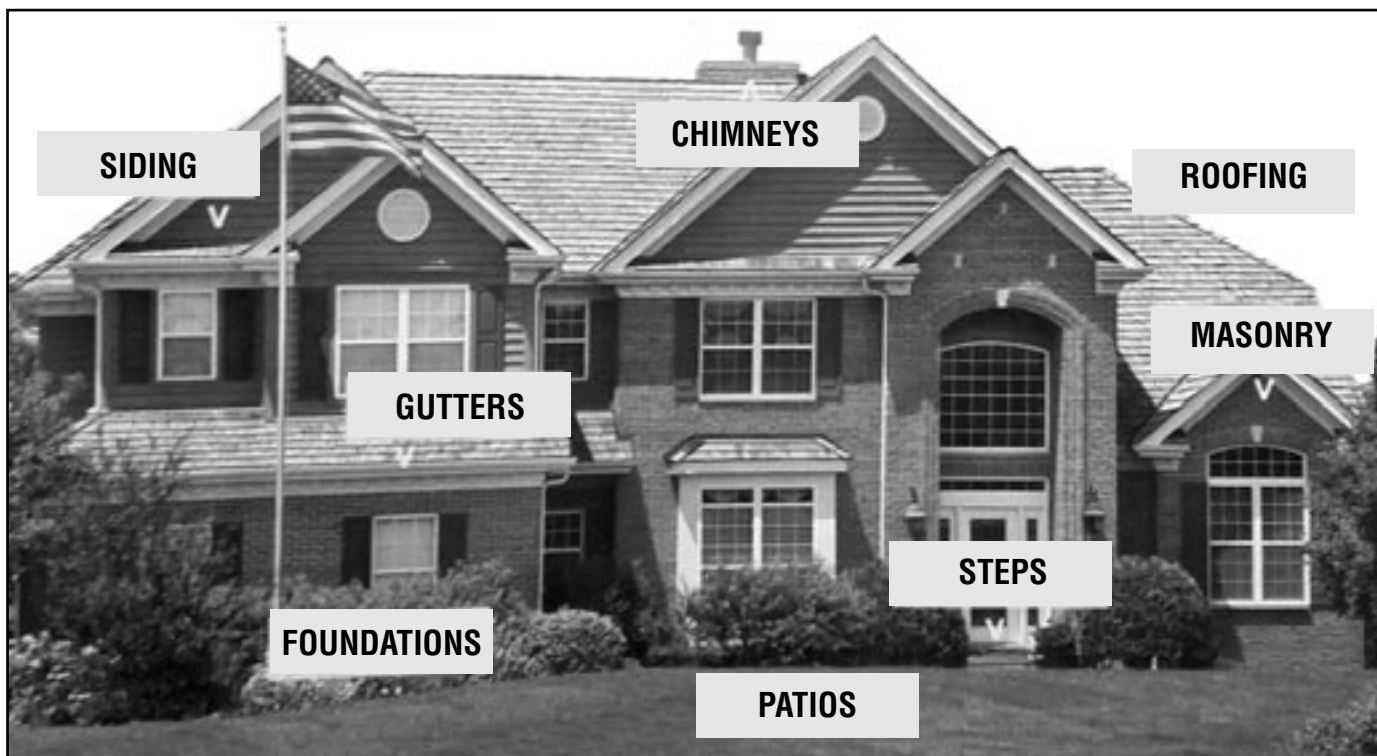 CHIMNEYS
SIDING
ROOFING
MASONRY
GUTTERS
STEPS
FOUNDATIONS
PATIOS